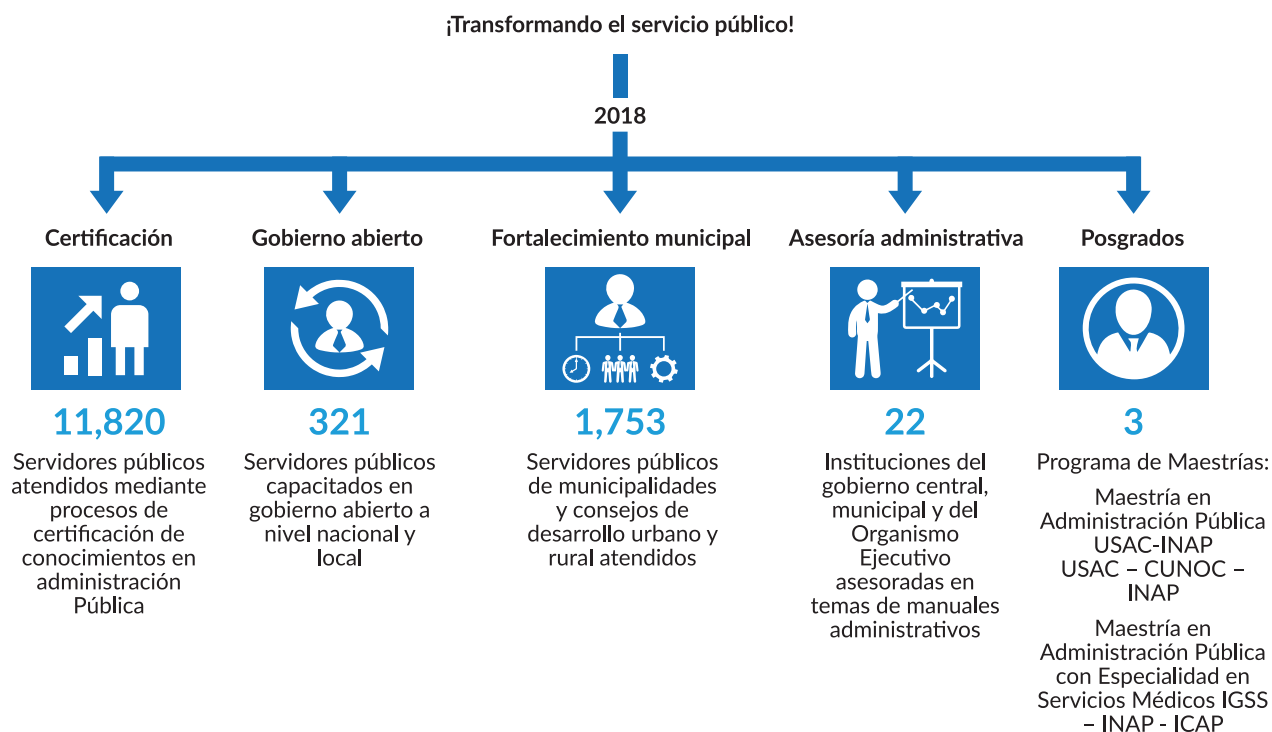 ¡Transformando el servicio público!
2018
Certificación
11,820
Servidores públicos
atendidos mediante
procesos de
certificación de
conocimientos en
administración
Pública
Gobierno abierto
321
Servidores públicos
capacitados en
gobierno abierto a
nivel nacional y
local
Fortalecimiento municipal
1,753
Servidores públicos
de municipalidades
y consejos de
desarrollo urbano y
rural atendidos
Asesoría administrativa
22
Instituciones del
gobierno central,
municipal y del
Organismo
Ejecutivo
asesoradas en
temas de manuales
administrativos
Posgrados
3
Programa de Maestrías:
Maestría en
Administración Pública
USAC-INAP
USAC – CUNOC –
INAP
Maestría en
Administración Pública
con Especialidad en
Servicios Médicos IGSS
– INAP - ICAP